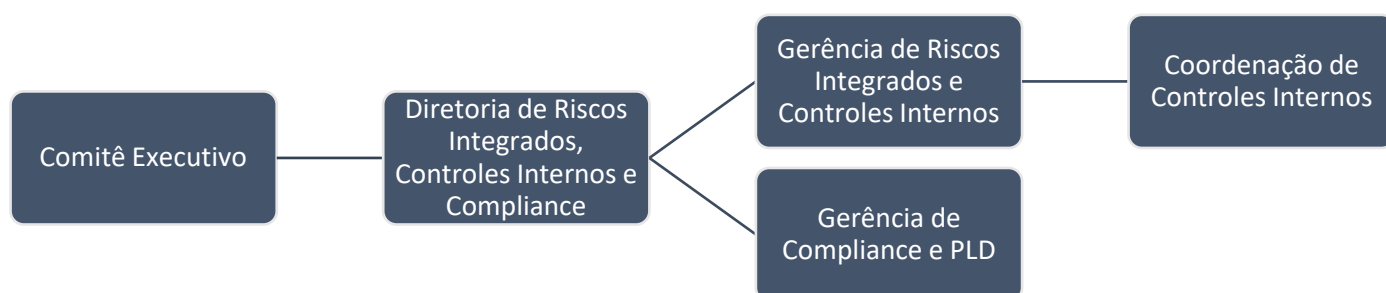 Comitê Executivo
Diretoria de Riscos
Integrados,
Controles Internos e
Compliance
Gerência de Riscos
Integrados e
Controles Internos
Coordenação de
Controles Internos
Gerência de
Compliance e PLD